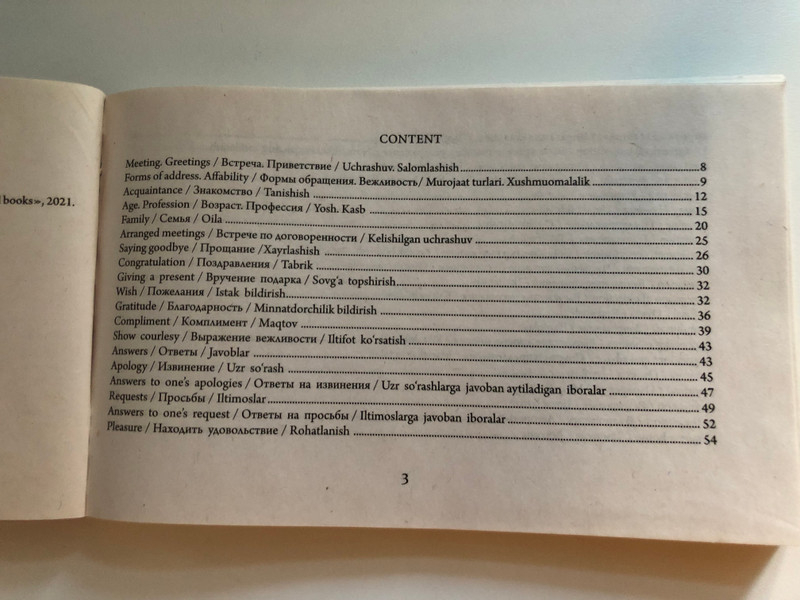 books», 2021.
CONTENT
Meeting. Greetings / Встреча. Приветствие / Uchrashuv. Salomlashish........8
Forms of address. Affability / Формы обращения. Вежливость/ Murojaat turlari. Xushmuomalalik ........9
Acquaintance / Знакомство / Tanishish ........12
Age. Profession / Возраст. Профессия / Yosh. Kasb ........15
Family / Семья / Oila ........20
Arranged meetings / Встрече по договоренности / Kelishilgan uchrashuv ........25
Saying goodbye / Прощание /Xayrlashish ........26
Congratulation / Поздравления / Tabrik ........30
Giving a present / Вручение подарка / Sovg'a topshirish........32
Wish / Пожелания / Istak bildirish........32
Gratitude / Благодарность / Minnatdorchilik bildirish ........36
Compliment / Комплимент / Maqtov ........39
Show courlesy / Выражение вежливости / Iltifot ko'rsatish ........43
Answers / Ответы / Javoblar ........43
Apology / Извинение / Uzr so'rash ........45
Answers to one's apologies / Ответы на извинения / Uzr so'rashlarga javoban aytiladigan iboralar ........47
Requests / Просьбы / Iltimoslar........49
Answers to one's request / Ответы на просьбы / Iltimoslarga javoban iboralar........52
Pleasure / Находить удовольствие / Rohatlanish ........54
3